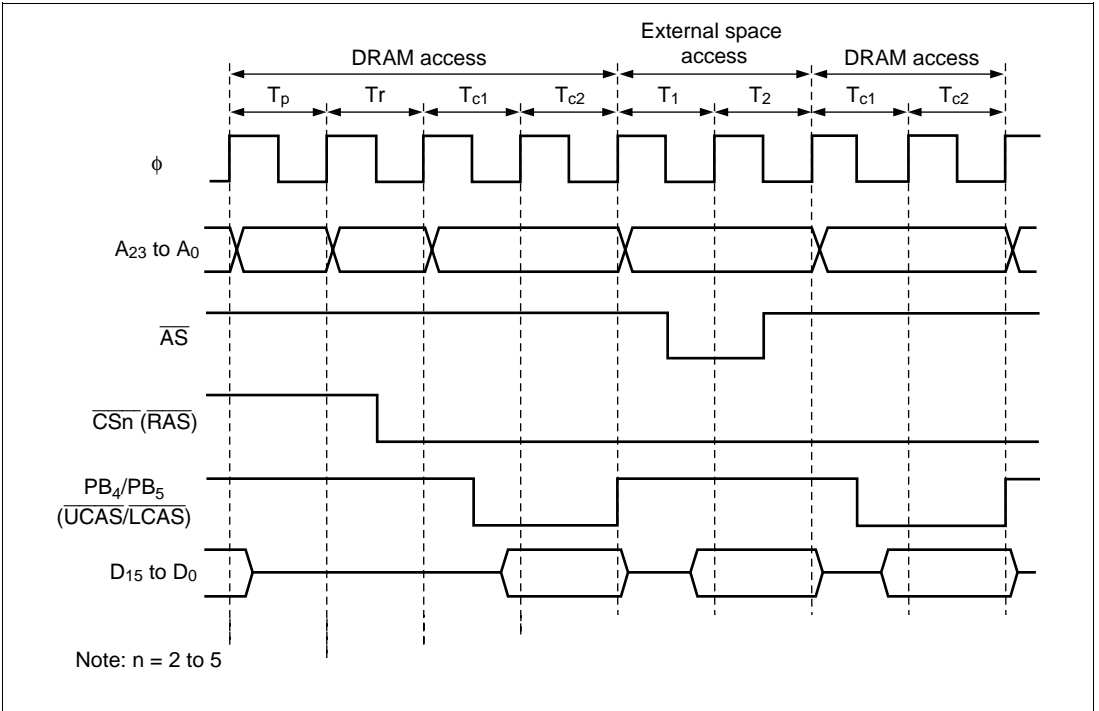 External space
access
DRAM access
DRAM access
Tp Tr Tc1 Tc2 T1 T2 Tc1 Tc2
ϕ
A23 to A0
AS
CSn (RAS)
PB4/PB5
(UCAS/LCAS)
D15 to D0
Note: n = 2 to 5